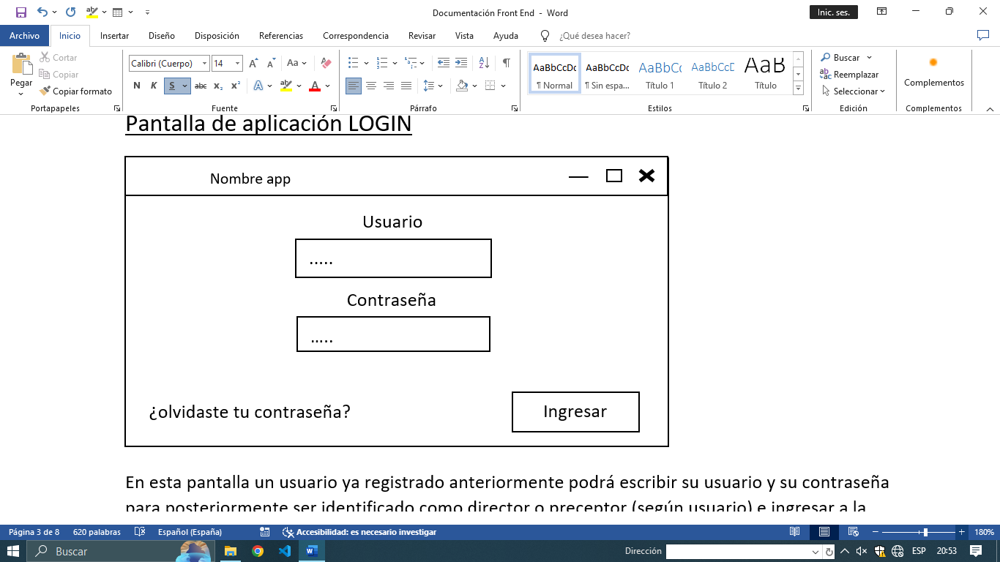 Documentación Front End - Word
Inic. ses.
Archivo Inicio Insertar Diseño Disposición Referencias Correspondencia Revisar Vista Ayuda ¿Qué desea hacer?
Pegar
Cortar
Copiar
Copiar formato
Portapapeles
Calibri (Cuerpo) 14
A A Aa A
N K S abc x₂ x² A A
Fuente
Párrafo
AaBbCcDc AaBbCcDc AaBbCc AaBbCcD AaB
¶ Normal ¶ Sin espa... Título 1 Título 2 Título
Estilos
Buscar
Reemplazar
Seleccionar
Edición
Complementos
Complementos
Pantalla de aplicación LOGIN
Nombre app
Usuario
.....
Contraseña
.....
¿olvidaste tu contraseña?
Ingresar
En esta pantalla un usuario ya registrado anteriormente podrá escribir su usuario y su contraseña
para posteriormente ser identificado como director o preceptor (según usuario) e ingresar a la
Página 3 de 8 620 palabras Español (España) Accesibilidad: es necesario investigar 180%
Buscar
Dirección
ESP 20:53